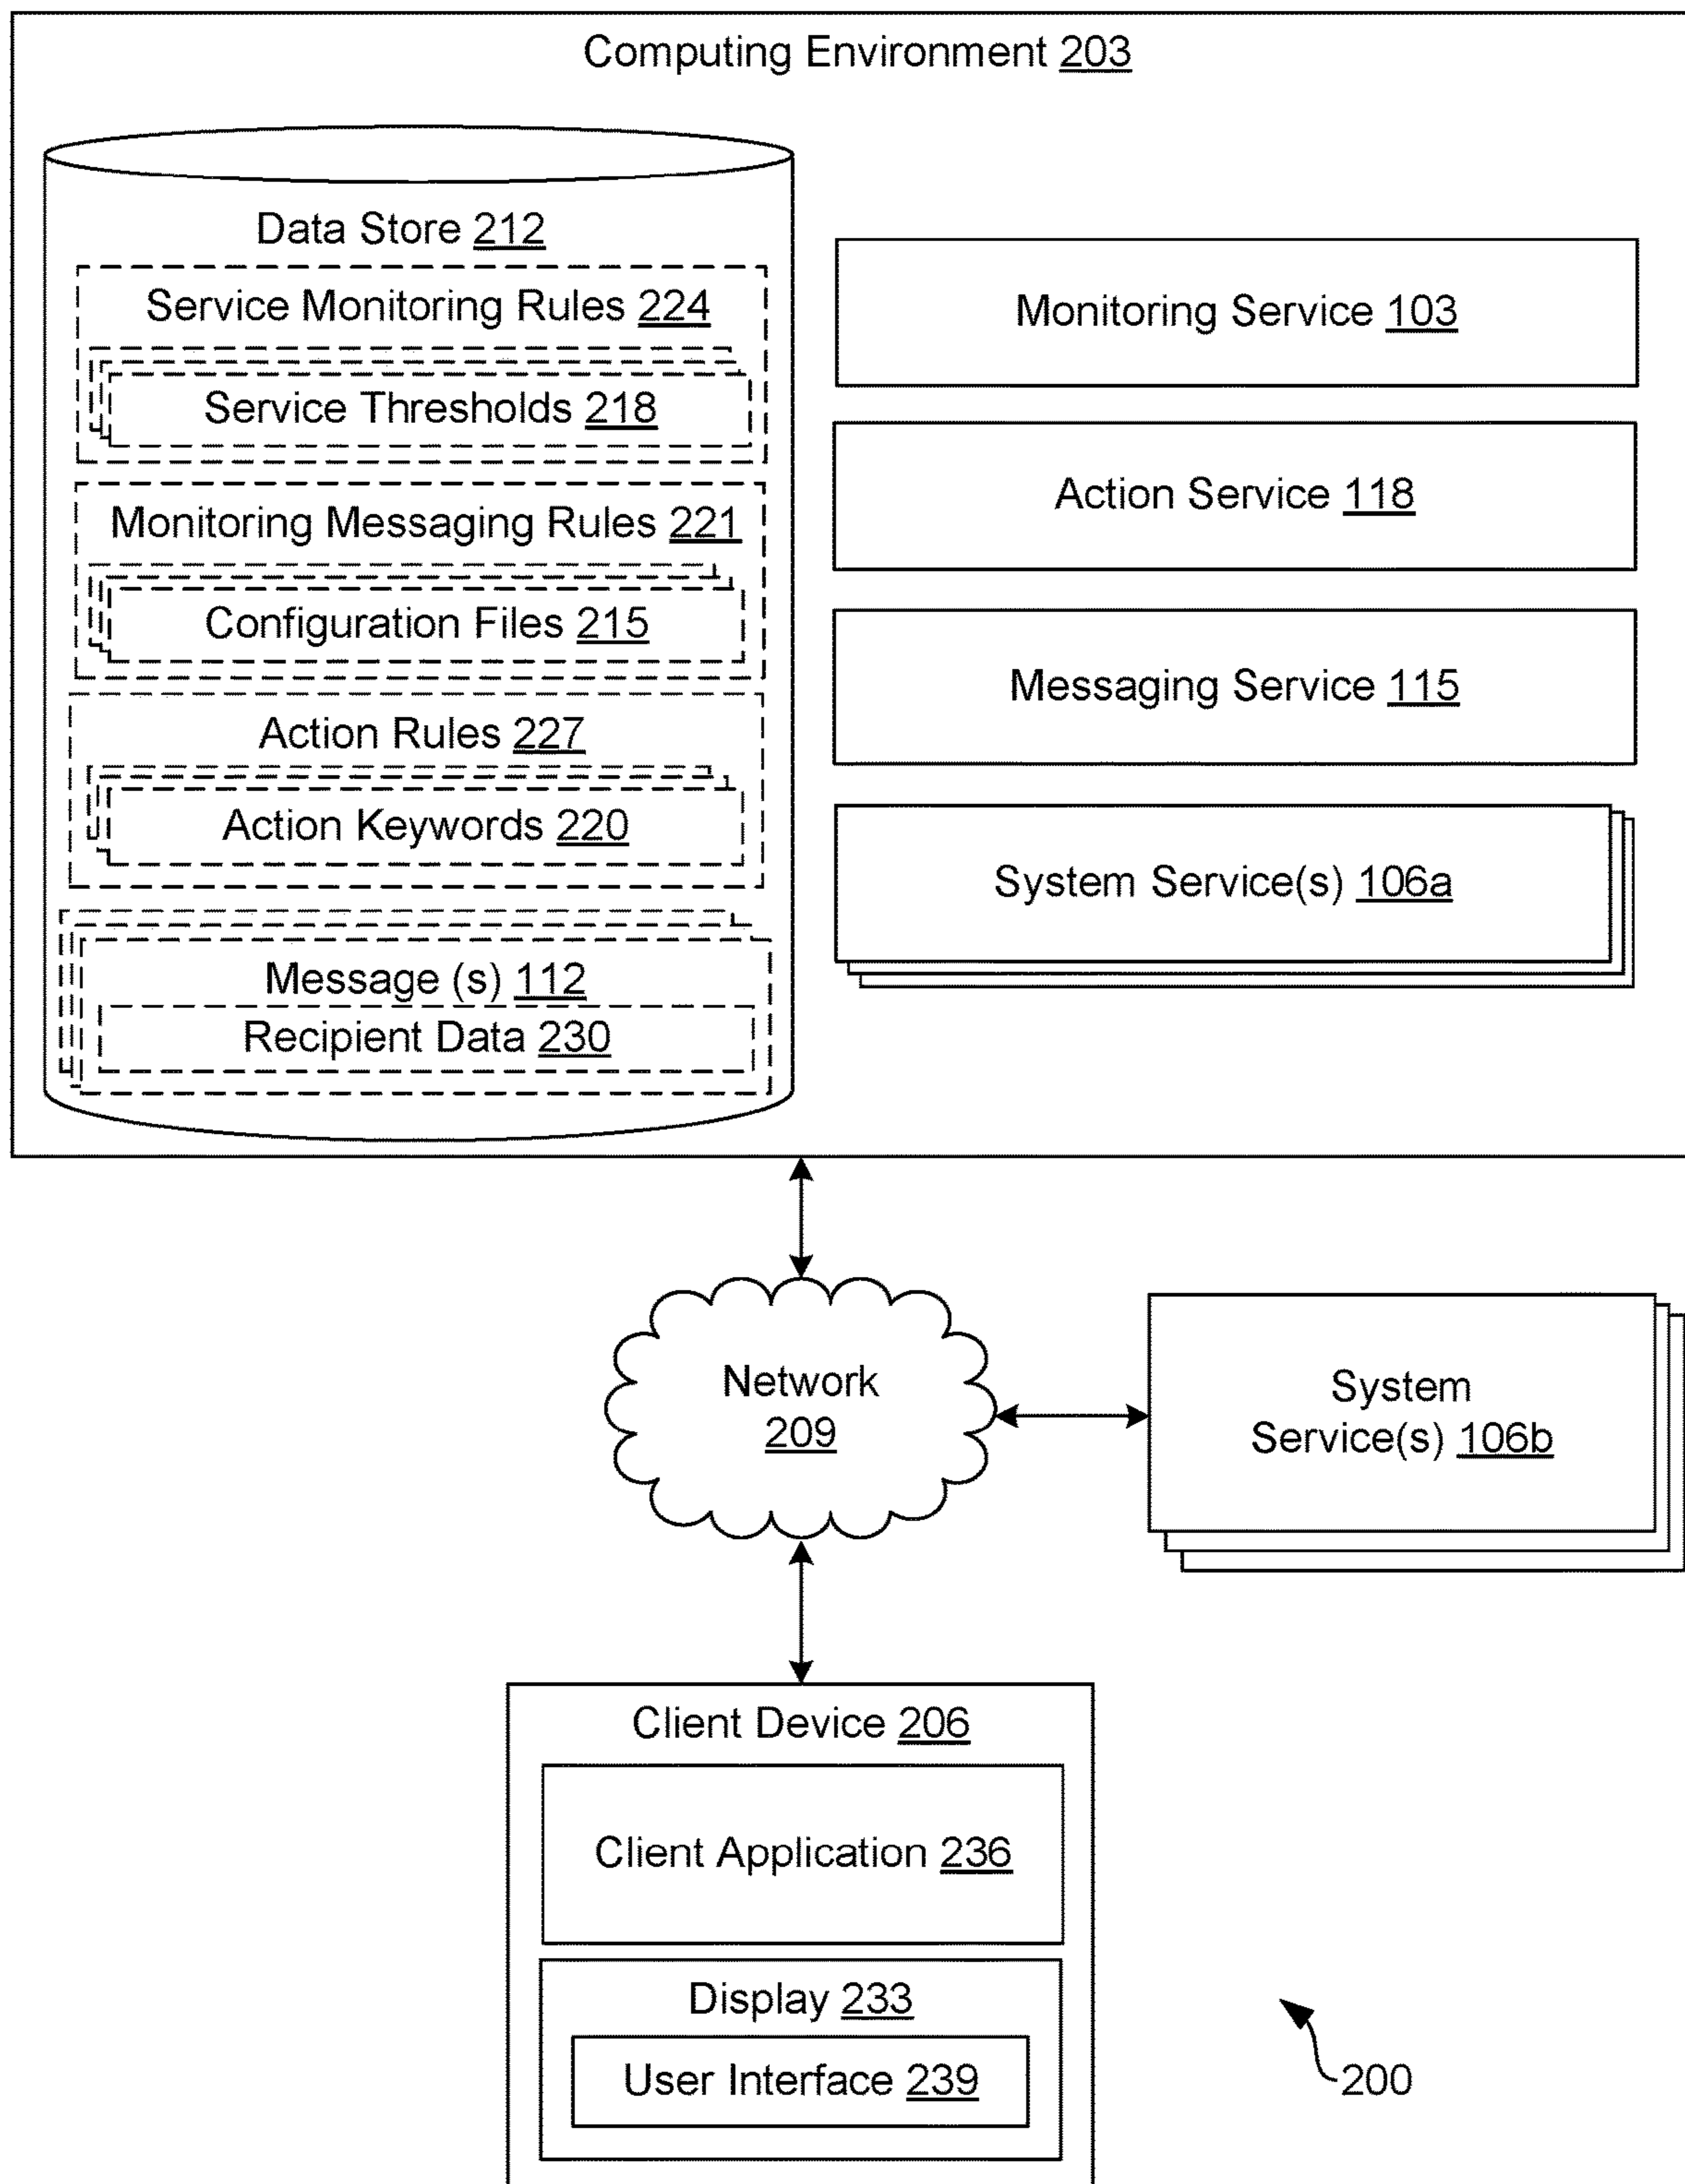 Computing Environment 203
Data Store 212
Service Monitoring Rules 224
Service Thresholds 218
Monitoring Messaging Rules 221
Configuration Files 215
Action Rules 227
Action Keywords 220
Message (s) 112
Recipient Data 230
Monitoring Service 103
Action Service 118
Messaging Service 115
System Service(s) 106a
Network
209
System
Service(s) 106b
Client Device 206
Client Application 236
Display 233
User Interface 239
200